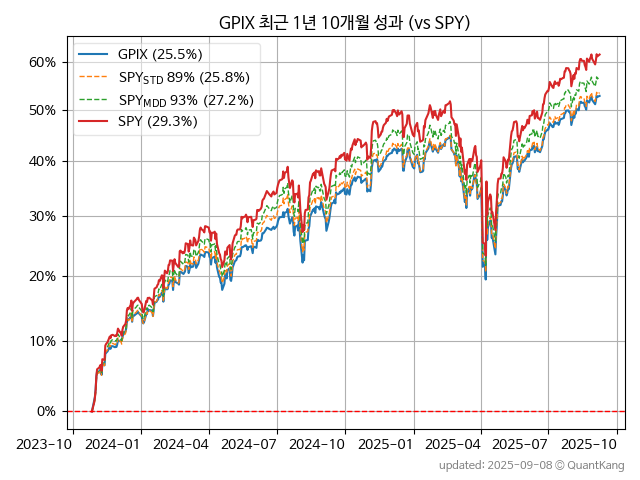 GPIX 최근 1년 10개월 성과 (vs SPY)
GPIX (25.5%)
SPY_STD 89% (25.8%)
SPY_MDD 93% (27.2%)
SPY (29.3%)
60%
50%
40%
30%
20%
10%
0%
2023-10 2024-01 2024-04 2024-07 2024-10 2025-01 2025-04 2025-07 2025-10
updated: 2025-09-08 © QuantKang